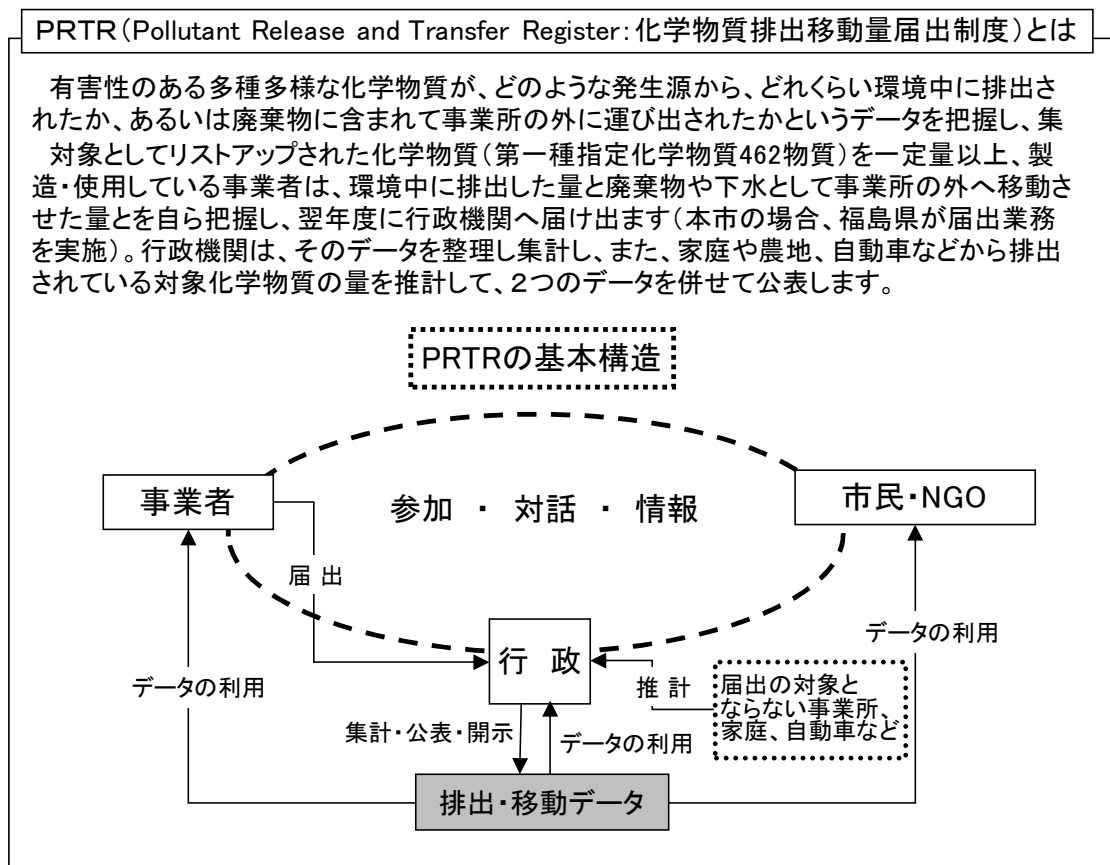 PRTR(Pollutant Release and Transfer Register:化学物質排出移動量届出制度)とは
有害性のある多種多様な化学物質が、どのような発生源から、どれくらい環境中に排出さ
れたか、あるいは廃棄物に含まれて事業所の外に運び出されたかというデータを把握し、集
対象としてリストアップされた化学物質(第一種指定化学物質462物質)を一定量以上、製
造・使用している事業者は、環境中に排出した量と廃棄物や下水として事業所の外へ移動さ
せた量とを自ら把握し、翌年度に行政機関へ届け出ます(本市の場合、福島県が届出業務
を実施)。行政機関は、そのデータを整理し集計し、また、家庭や農地、自動車などから排出
されている対象化学物質の量を推計して、2つのデータを併せて公表します。
PRTRの基本構造
事業者
参加 ・ 対話 ・ 情報
市民・NGO
届 出
行 政
データの利用
データの利用
推 計
届出の対象と
ならない事業所、
家庭、自動車など
集計・公表・開示
データの利用
排出・移動データ